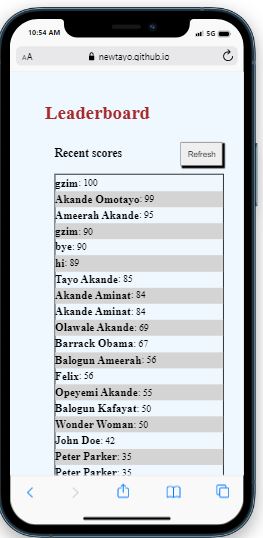 10:54 AM
5G
AA
newtayo.github.io
Leaderboard
Recent scores
Refresh
gzim: 100
Akande Omotayo: 99
Ameerah Akande: 95
gzim: 90
bye: 90
hi: 89
Tayo Akande: 85
Akande Aminat: 84
Akande Aminat: 84
Olawale Akande: 69
Barrack Obama: 67
Balogun Ameerah: 56
Felix: 56
Opeyemi Akande: 55
Balogun Kafayat: 50
Wonder Woman: 50
John Doe: 42
Peter Parker: 35
Peter Parker: 35